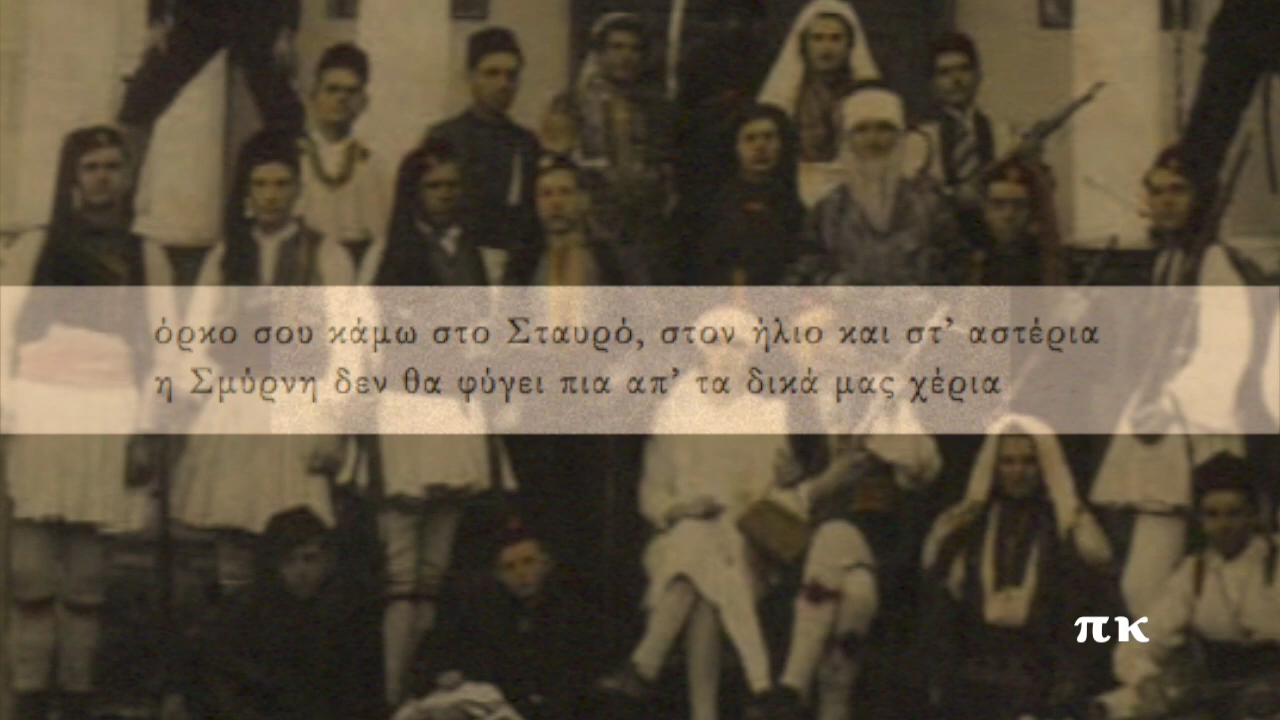 όρκο σου κάμω στο Σταυρό, στον ήλιο και στ’ αστέρια
η Σμύρνη δεν θα φύγει πια απ’ τα δικά μας χέρια
πκ